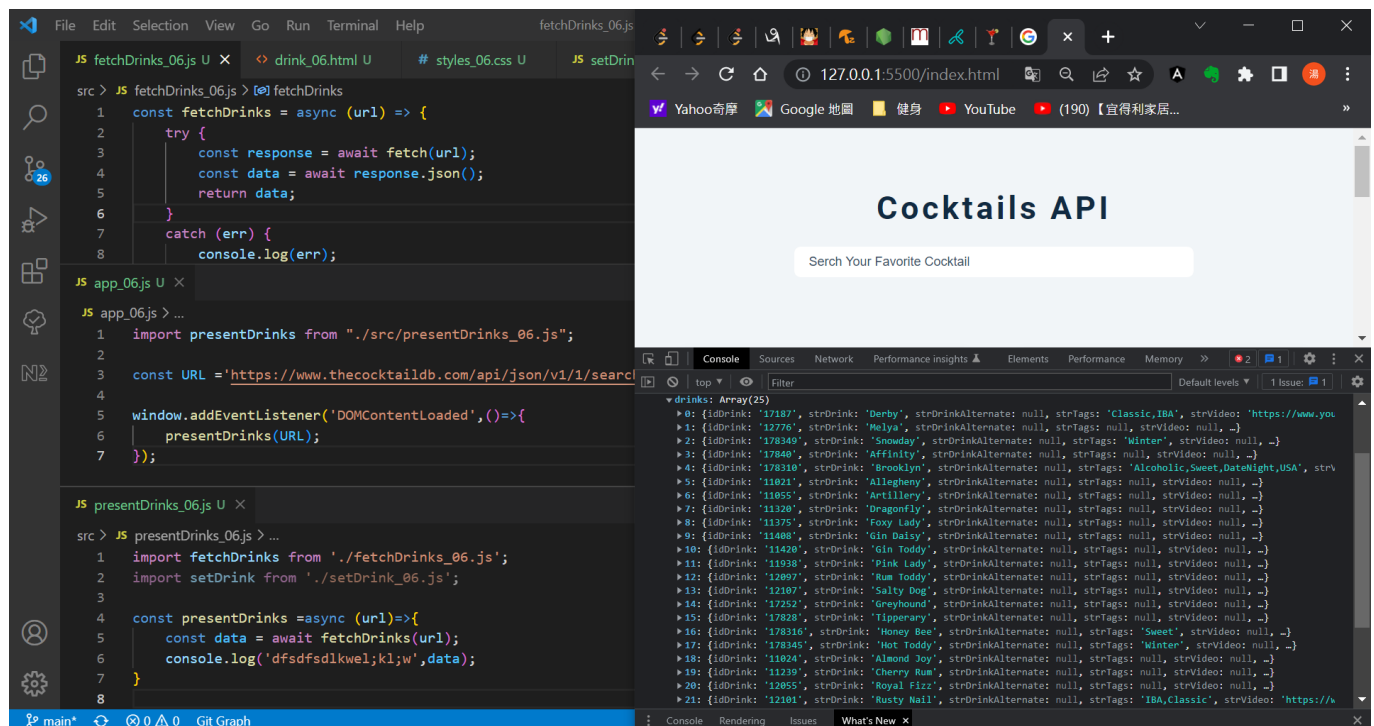 File Edit Selection View Go Run Terminal Help fetchDrinks_06.js
JS fetchDrinks_06.js U × <> drink_06.html U # styles_06.css U JS setDrin
src > JS fetchDrinks_06.js > fetchDrinks
1 const fetchDrinks = async (url) => {
2 try {
3 const response = await fetch(url);
4 const data = await response.json();
5 return data;
6 }
7 catch (err) {
8 console.log(err);
26
JS app_06.js U ×
JS app_06.js > ...
1 import presentDrinks from "./src/presentDrinks_06.js";
2
3 const URL ='https://www.thecocktaildb.com/api/json/v1/1/search
4
5 window.addEventListener('DOMContentLoaded',()=>{
6 presentDrinks(URL);
7 });
JS presentDrinks_06.js U ×
src > JS presentDrinks_06.js > ...
1 import fetchDrinks from './fetchDrinks_06.js';
2 import setDrink from './setDrink_06.js';
3
4 const presentDrinks =async (url)=>{
5 const data = await fetchDrinks(url);
6 console.log('dfsdfsdlkwel;kl;w',data);
7 }
8
main* 0 0 Git Graph
127.0.0.1:5500/index.html
湯
Yahoo奇摩 Google 地圖 健身 YouTube (190)【宜得利家居... »
Cocktails API
Serch Your Favorite Cocktail
Console Sources Network Performance insights Elements Performance Memory » 2 1
top ▼ Filter Default levels ▼ 1 Issue: 1
▼drinks: Array(25)
▶0: {idDrink: '17187', strDrink: 'Derby', strDrinkAlternate: null, strTags: 'Classic,IBA', strVideo: 'https://www.you
▶1: {idDrink: '12776', strDrink: 'Melya', strDrinkAlternate: null, strTags: null, strVideo: null, …}
▶2: {idDrink: '178349', strDrink: 'Snowday', strDrinkAlternate: null, strTags: 'Winter', strVideo: null, …}
▶3: {idDrink: '17840', strDrink: 'Affinity', strDrinkAlternate: null, strTags: null, strVideo: null, …}
▶4: {idDrink: '178310', strDrink: 'Brooklyn', strDrinkAlternate: null, strTags: 'Alcoholic,Sweet,DateNight,USA', strV
▶5: {idDrink: '11021', strDrink: 'Allegheny', strDrinkAlternate: null, strTags: null, strVideo: null, …}
▶6: {idDrink: '11055', strDrink: 'Artillery', strDrinkAlternate: null, strTags: null, strVideo: null, …}
▶7: {idDrink: '11320', strDrink: 'Dragonfly', strDrinkAlternate: null, strTags: null, strVideo: null, …}
▶8: {idDrink: '11375', strDrink: 'Foxy Lady', strDrinkAlternate: null, strTags: null, strVideo: null, …}
▶9: {idDrink: '11408', strDrink: 'Gin Daisy', strDrinkAlternate: null, strTags: null, strVideo: null, …}
▶10: {idDrink: '11420', strDrink: 'Gin Toddy', strDrinkAlternate: null, strTags: null, strVideo: null, …}
▶11: {idDrink: '11938', strDrink: 'Pink Lady', strDrinkAlternate: null, strTags: null, strVideo: null, …}
▶12: {idDrink: '12097', strDrink: 'Rum Toddy', strDrinkAlternate: null, strTags: null, strVideo: null, …}
▶13: {idDrink: '12107', strDrink: 'Salty Dog', strDrinkAlternate: null, strTags: null, strVideo: null, …}
▶14: {idDrink: '17252', strDrink: 'Greyhound', strDrinkAlternate: null, strTags: null, strVideo: null, …}
▶15: {idDrink: '17828', strDrink: 'Tipperary', strDrinkAlternate: null, strTags: null, strVideo: null, …}
▶16: {idDrink: '178316', strDrink: 'Honey Bee', strDrinkAlternate: null, strTags: 'Sweet', strVideo: null, …}
▶17: {idDrink: '178345', strDrink: 'Hot Toddy', strDrinkAlternate: null, strTags: 'Winter', strVideo: null, …}
▶18: {idDrink: '11024', strDrink: 'Almond Joy', strDrinkAlternate: null, strTags: null, strVideo: null, …}
▶19: {idDrink: '11239', strDrink: 'Cherry Rum', strDrinkAlternate: null, strTags: null, strVideo: null, …}
▶20: {idDrink: '12055', strDrink: 'Royal Fizz', strDrinkAlternate: null, strTags: null, strVideo: null, …}
▶21: {idDrink: '12101', strDrink: 'Rusty Nail', strDrinkAlternate: null, strTags: 'IBA,Classic', strVideo: 'https://w
Console Rendering Issues What's New ×